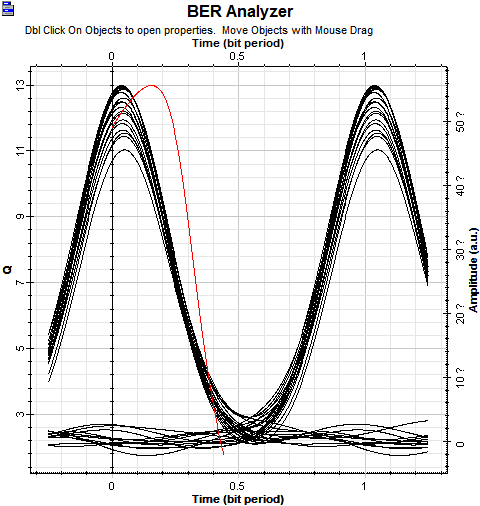 BER Analyzer
Dbl Click On Objects to open properties. Move Objects with Mouse Drag
Time (bit period)
0 0.5 1
13
11
9
7
5
3
Q
50 ?
40 ?
30 ?
20 ?
10 ?
0
Amplitude (a.u.)
0 0.5 1
Time (bit period)